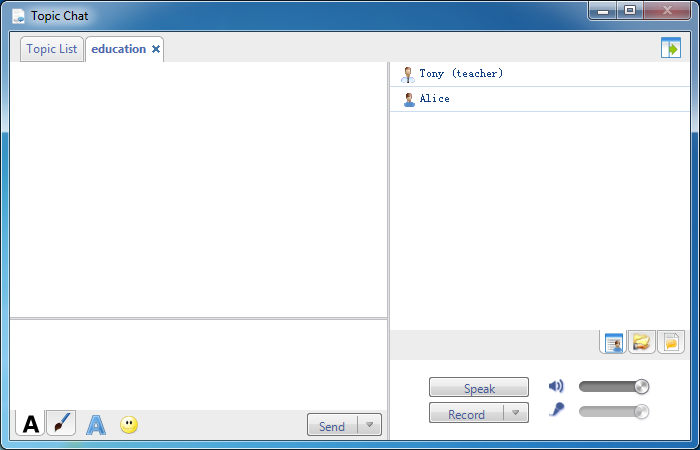 Topic Chat
Topic List
education
Tony (teacher)
Alice
Speak
Record
A
A
Send